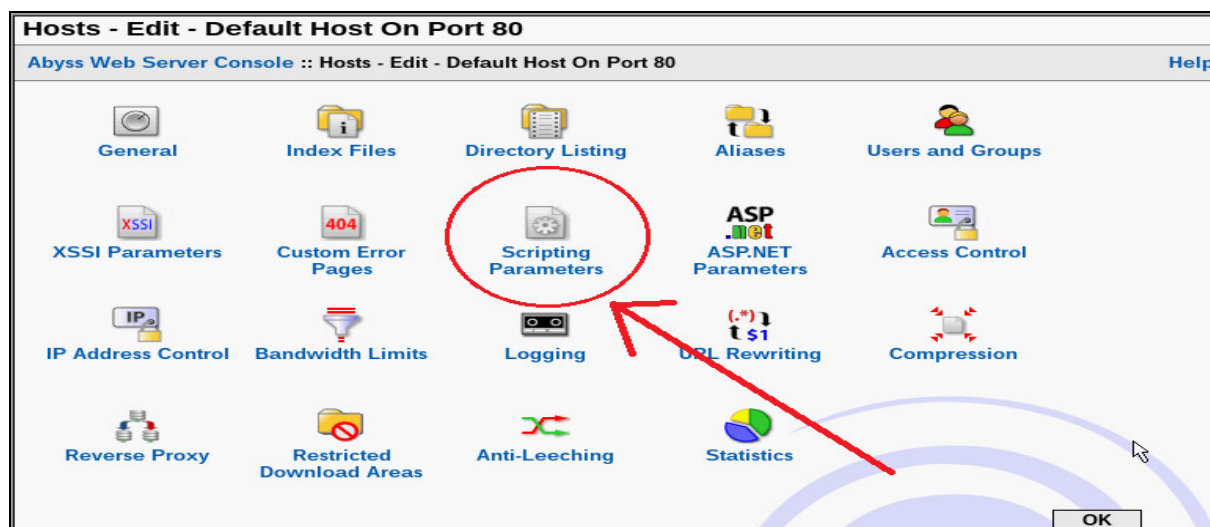 Hosts - Edit - Default Host On Port 80
Abyss Web Server Console :: Hosts - Edit - Default Host On Port 80
Help
General
i
Index Files
Directory Listing
Aliases
Users and Groups
XSSI
XSSI Parameters
404
Custom Error
Pages
Scripting
Parameters
ASP
.net
ASP.NET
Parameters
Access Control
IP
IP Address Control
Bandwidth Limits
Logging
(.*)
$1
URL Rewriting
Compression
Reverse Proxy
Restricted
Download Areas
Anti-Leeching
Statistics
OK